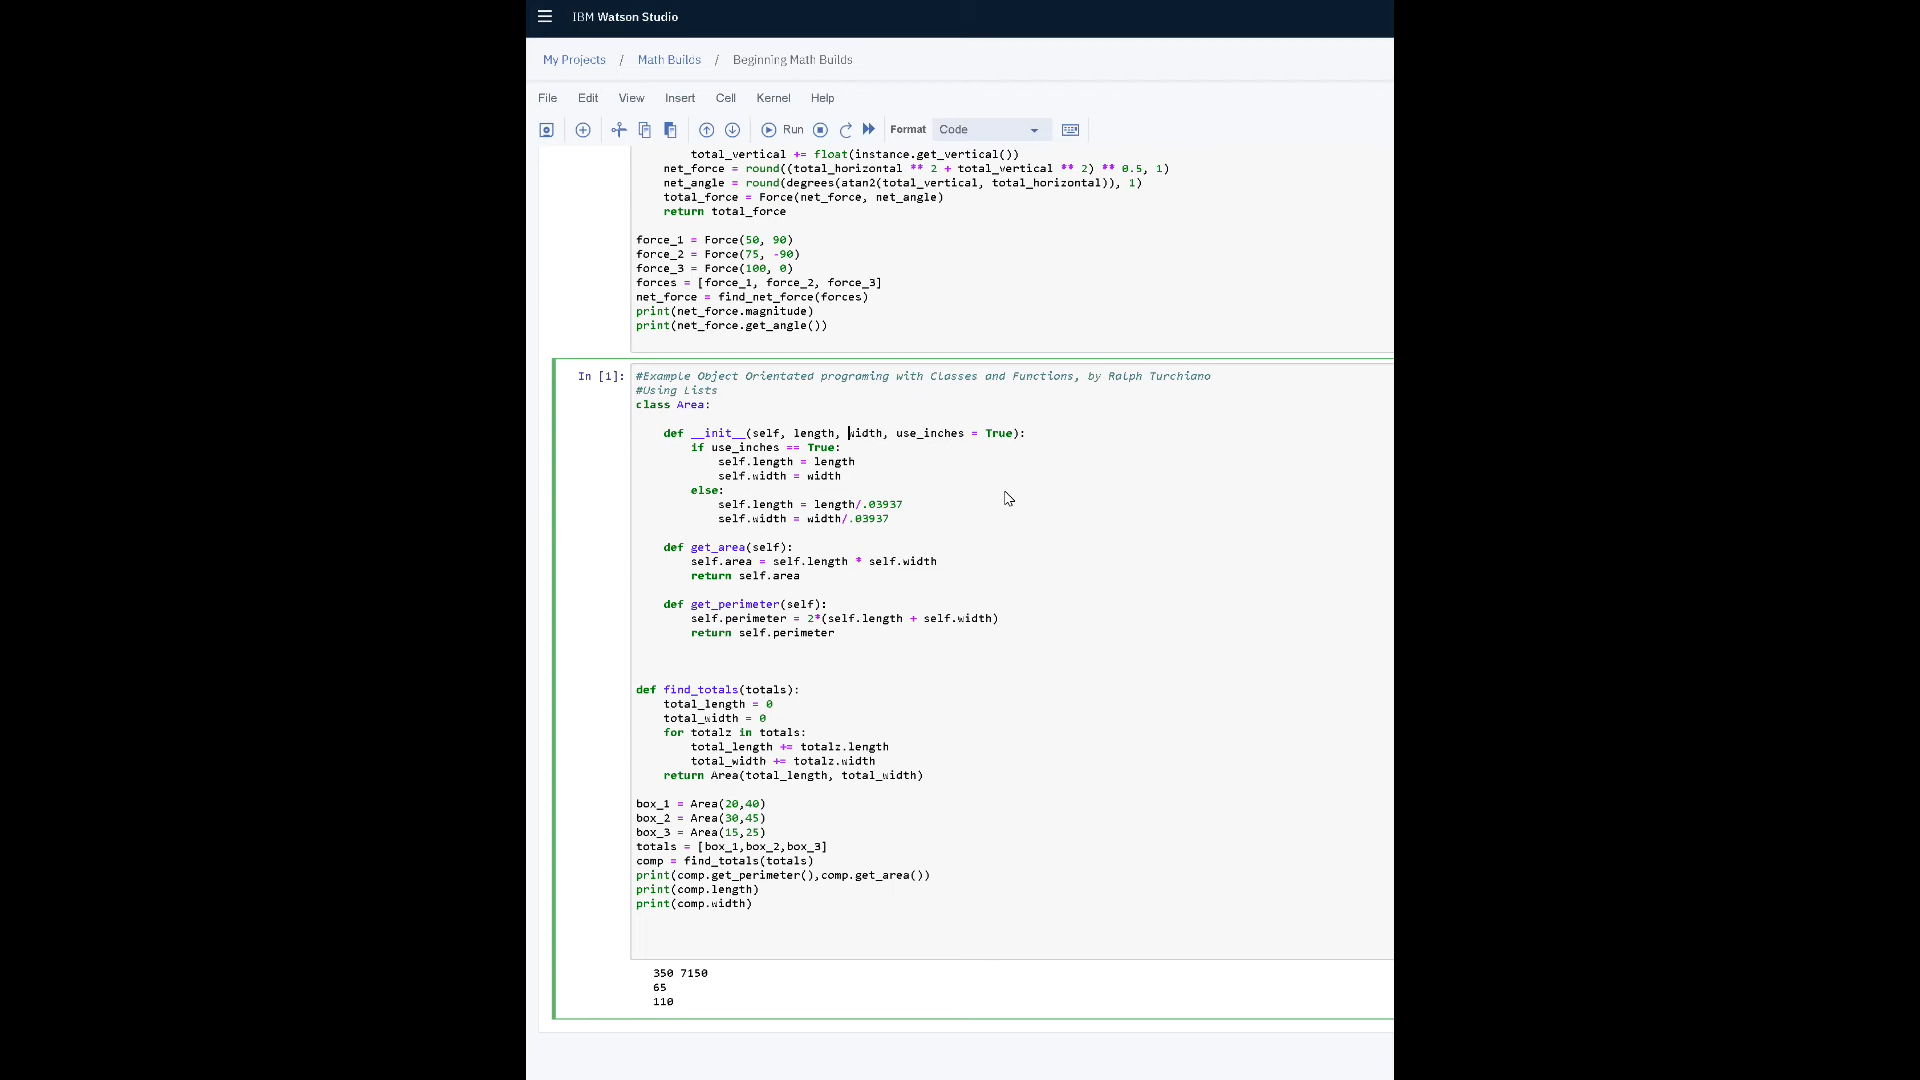 IBM Watson Studio
My Projects / Math Builds / Beginning Math Builds
File Edit View Insert Cell Kernel Help
Run Format Code
total_vertical += float(instance.get_vertical())
net_force = round((total_horizontal ** 2 + total_vertical ** 2) ** 0.5, 1)
net_angle = round(degrees(atan2(total_vertical, total_horizontal)), 1)
total_force = Force(net_force, net_angle)
return total_force
force_1 = Force(50, 90)
force_2 = Force(75, -90)
force_3 = Force(100, 0)
forces = [force_1, force_2, force_3]
net_force = find_net_force(forces)
print(net_force.magnitude)
print(net_force.get_angle())
In [1]: #Example Object Orientated programing with Classes and Functions, by Ralph Turchiano
#Using Lists
class Area:
def __init__(self, length, width, use_inches = True):
if use_inches == True:
self.length = length
self.width = width
else:
self.length = length/.03937
self.width = width/.03937
def get_area(self):
self.area = self.length * self.width
return self.area
def get_perimeter(self):
self.perimeter = 2*(self.length + self.width)
return self.perimeter
def find_totals(totals):
total_length = 0
total_width = 0
for totalz in totals:
total_length += totalz.length
total_width += totalz.width
return Area(total_length, total_width)
box_1 = Area(20,40)
box_2 = Area(30,45)
box_3 = Area(15,25)
totals = [box_1,box_2,box_3]
comp = find_totals(totals)
print(comp.get_perimeter(),comp.get_area())
print(comp.length)
print(comp.width)
350 7150
65
110